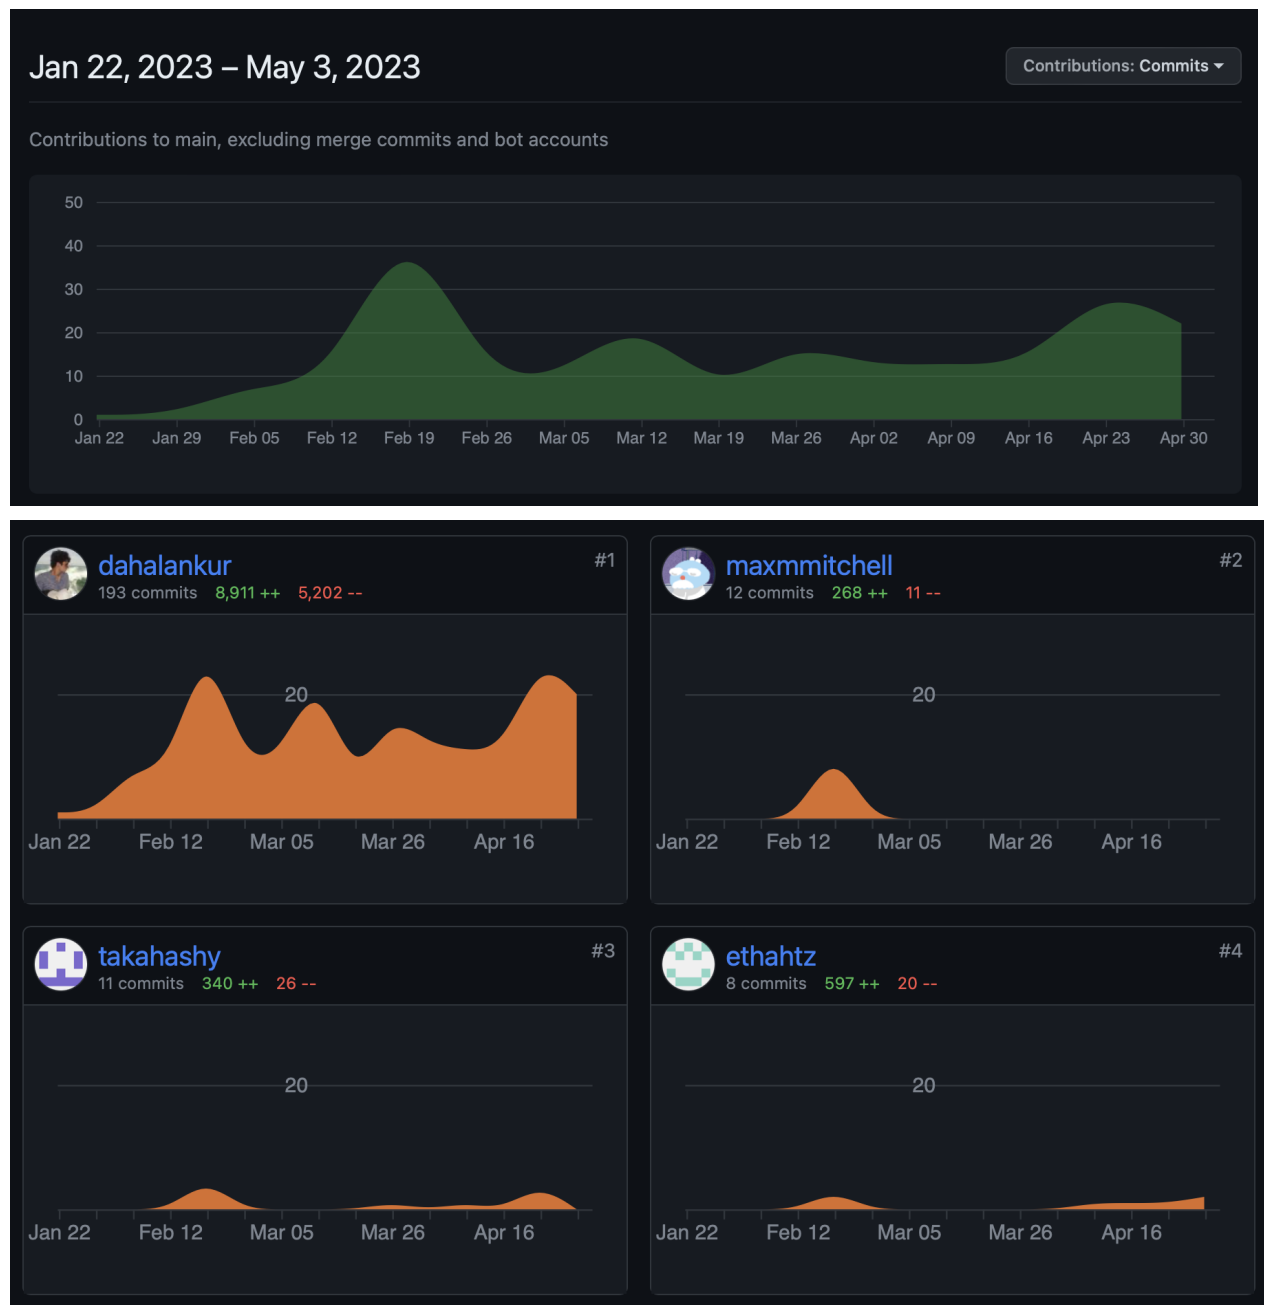 Jan 22, 2023 – May 3, 2023
Contributions: Commits
Contributions to main, excluding merge commits and bot accounts
50
40
30
20
10
0
Jan 22 Jan 29 Feb 05 Feb 12 Feb 19 Feb 26 Mar 05 Mar 12 Mar 19 Mar 26 Apr 02 Apr 09 Apr 16 Apr 23 Apr 30
dahalankur
#1
193 commits 8,911 ++ 5,202 --
20
Jan 22 Feb 12 Mar 05 Mar 26 Apr 16
maxmmitchell
#2
12 commits 268 ++ 11 --
20
Jan 22 Feb 12 Mar 05 Mar 26 Apr 16
takahashy
#3
11 commits 340 ++ 26 --
20
Jan 22 Feb 12 Mar 05 Mar 26 Apr 16
ethahtz
#4
8 commits 597 ++ 20 --
20
Jan 22 Feb 12 Mar 05 Mar 26 Apr 16